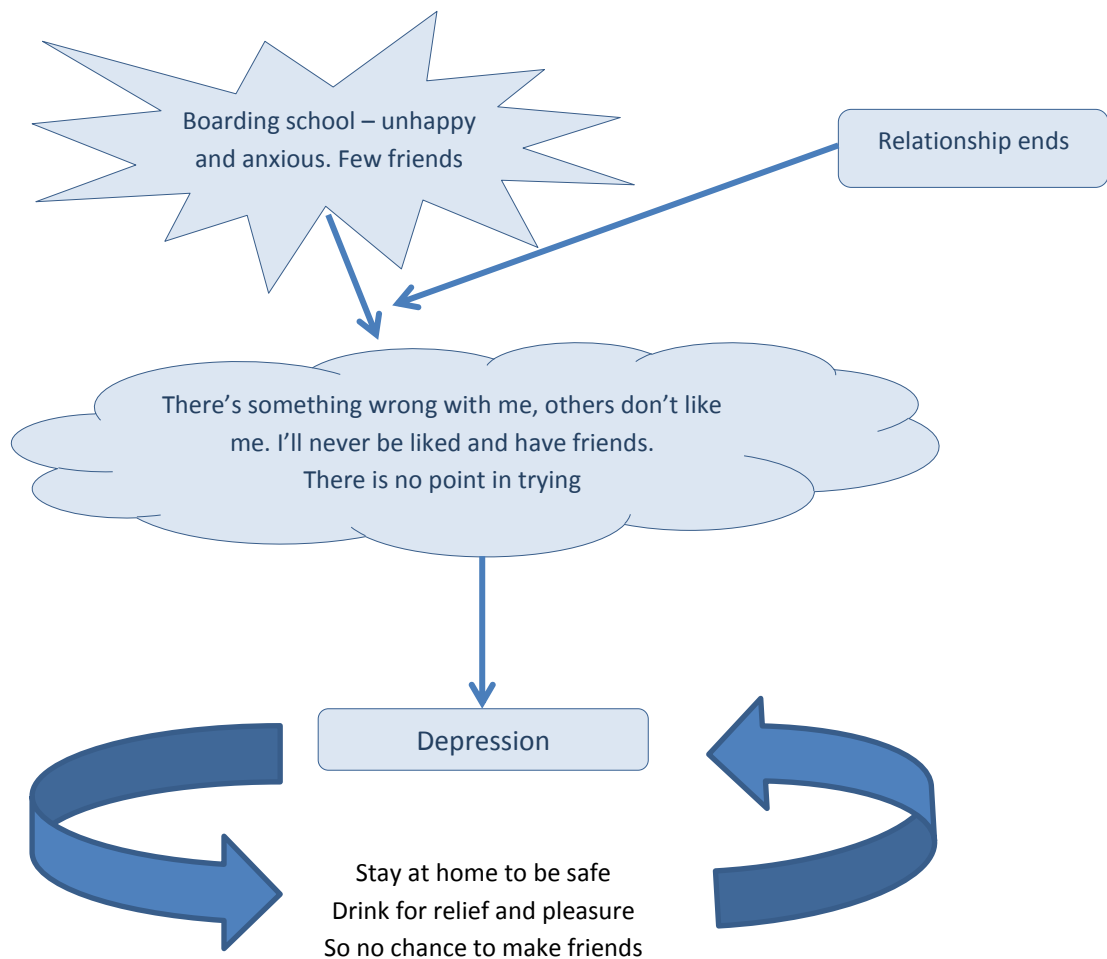 Boarding school – unhappy
and anxious. Few friends
Relationship ends
There’s something wrong with me, others don’t like
me. I’ll never be liked and have friends.
There is no point in trying
Depression
Stay at home to be safe
Drink for relief and pleasure
So no chance to make friends